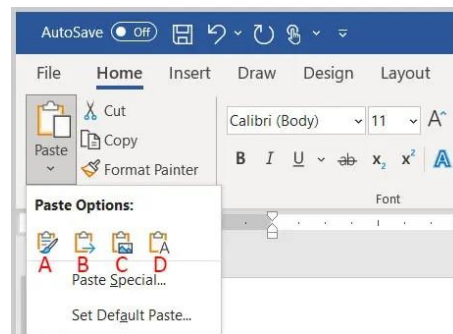 AutoSave Off
File Home Insert Draw Design Layout
Cut
Copy
Format Painter
Paste
Calibri (Body) 11 A^
B I U ab x₂ x² A
Font
Paste Options:
A B C D
Paste Special...
Set Default Paste...